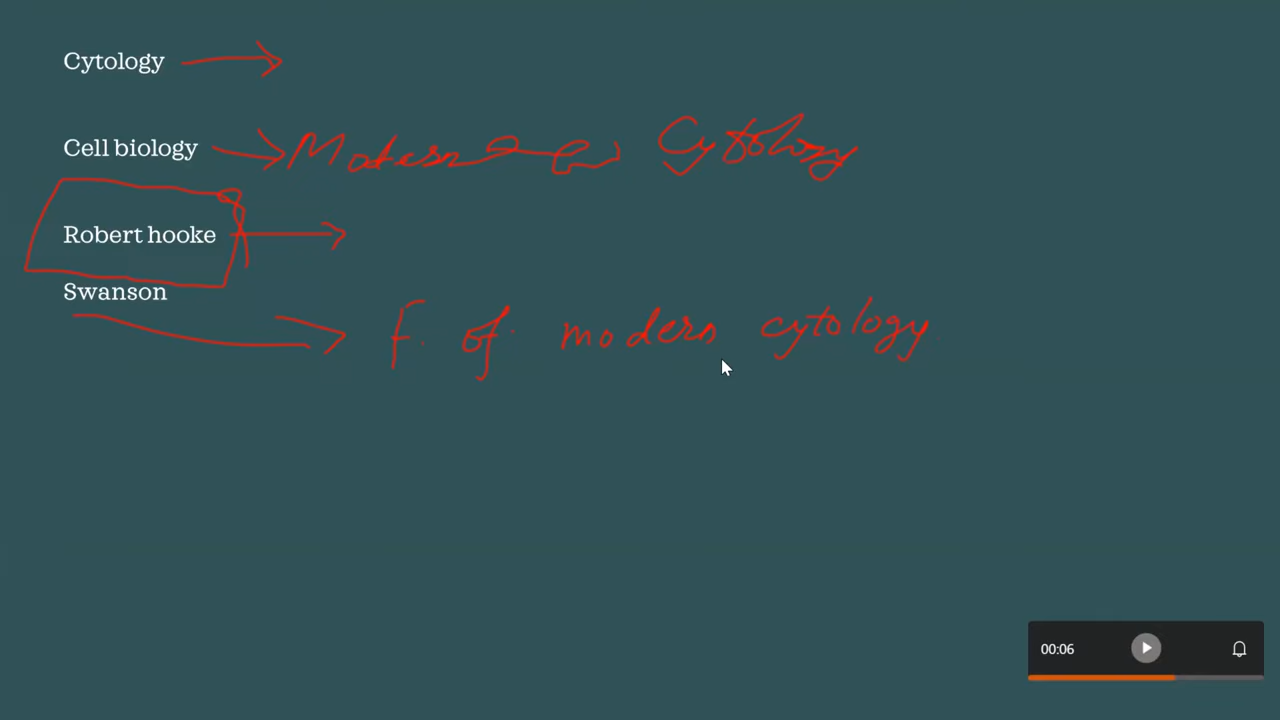 Cytology
Cell biology Modern Cytology
Robert hooke
Swanson
F. of modern cytology
00:06